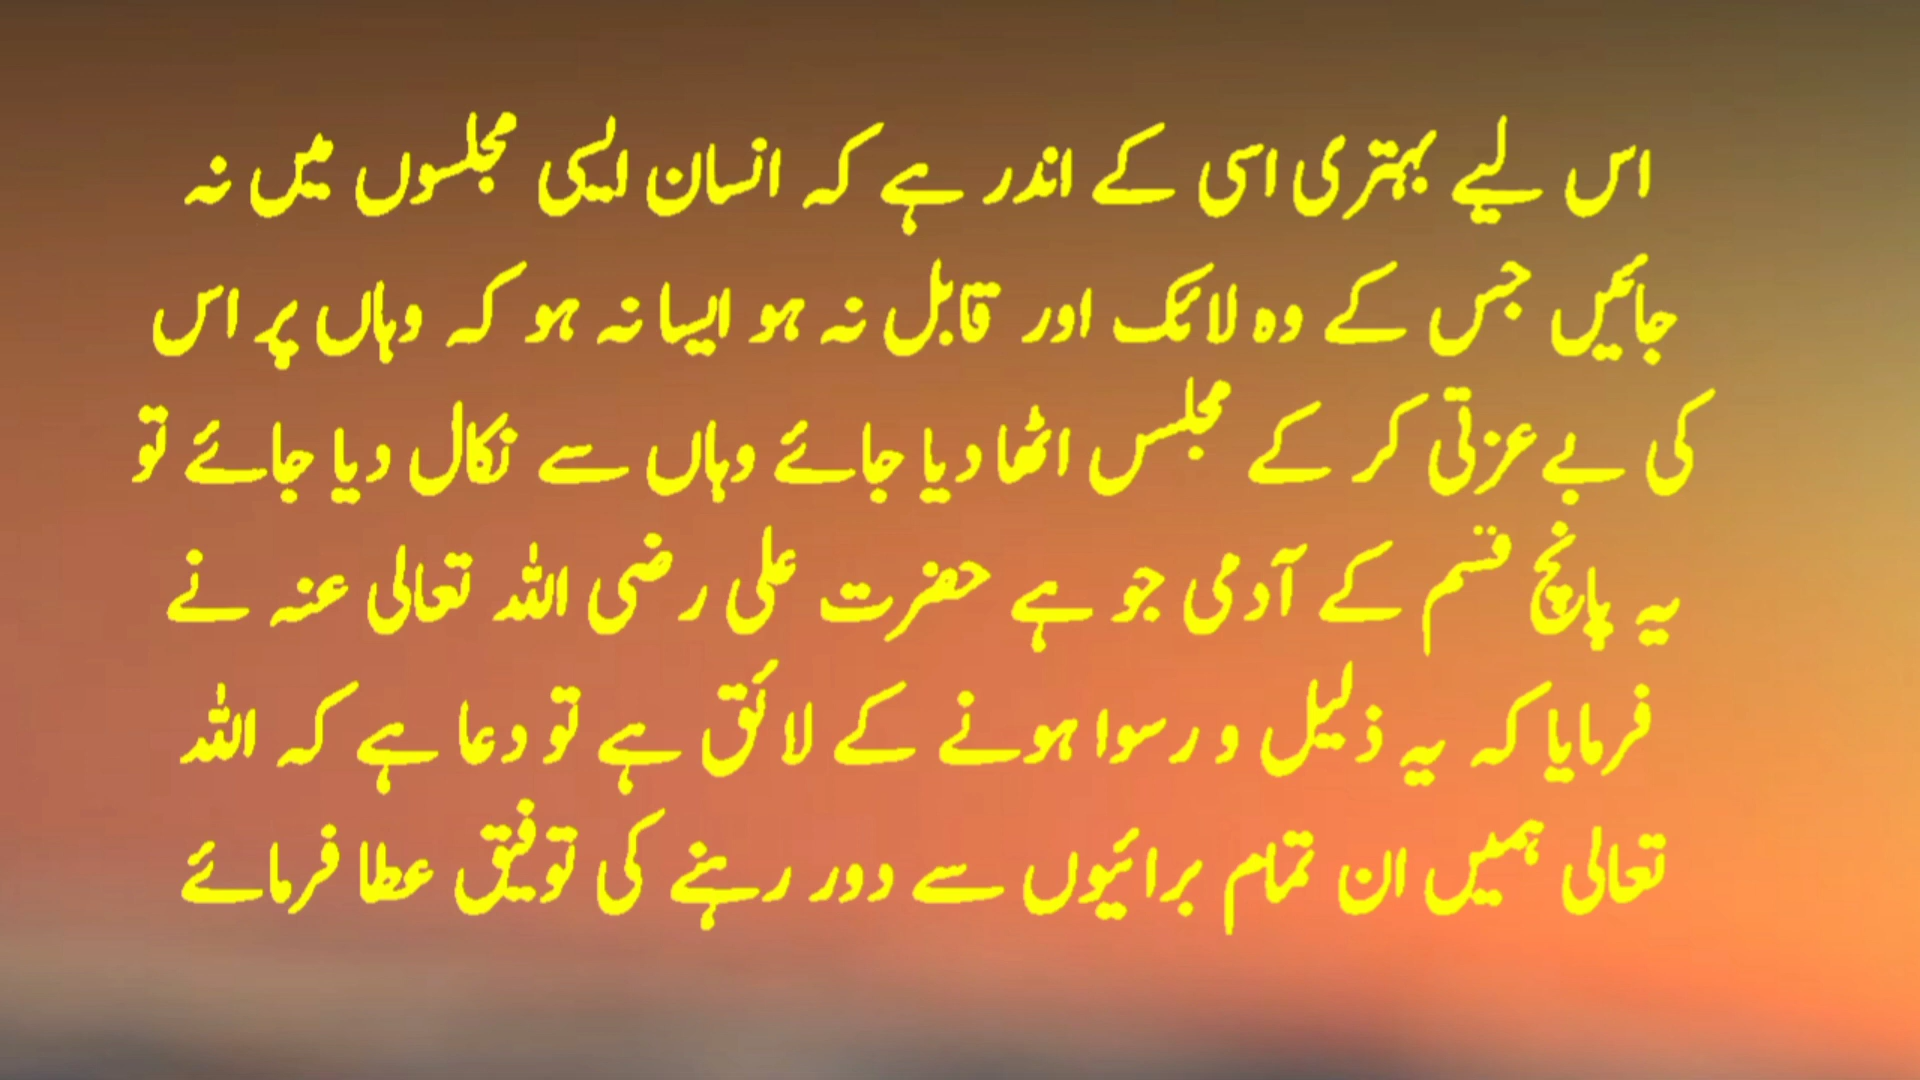 اس لیے بہتری اسی کے اندر ہے کہ انسان ایسی مجلسوں میں نہ
جائیں جس کے وہ لائک اور قابل نہ ہو ایسا نہ ہو کہ وہاں پر اس
کی بے عزتی کر کے مجلس اٹھا دیا جائے وہاں سے نکال دیا جائے تو
یہ پانچ قسم کے آدمی جو ہے حضرت علی رضی اللہ تعالی عنہ نے
فرمایا کہ یہ ذلیل و رسوا ہونے کے لائق ہے تو دعا ہے کہ اللہ
تعالی ہمیں ان تمام برائیوں سے دور رہنے کی توفیق عطا فرمائے